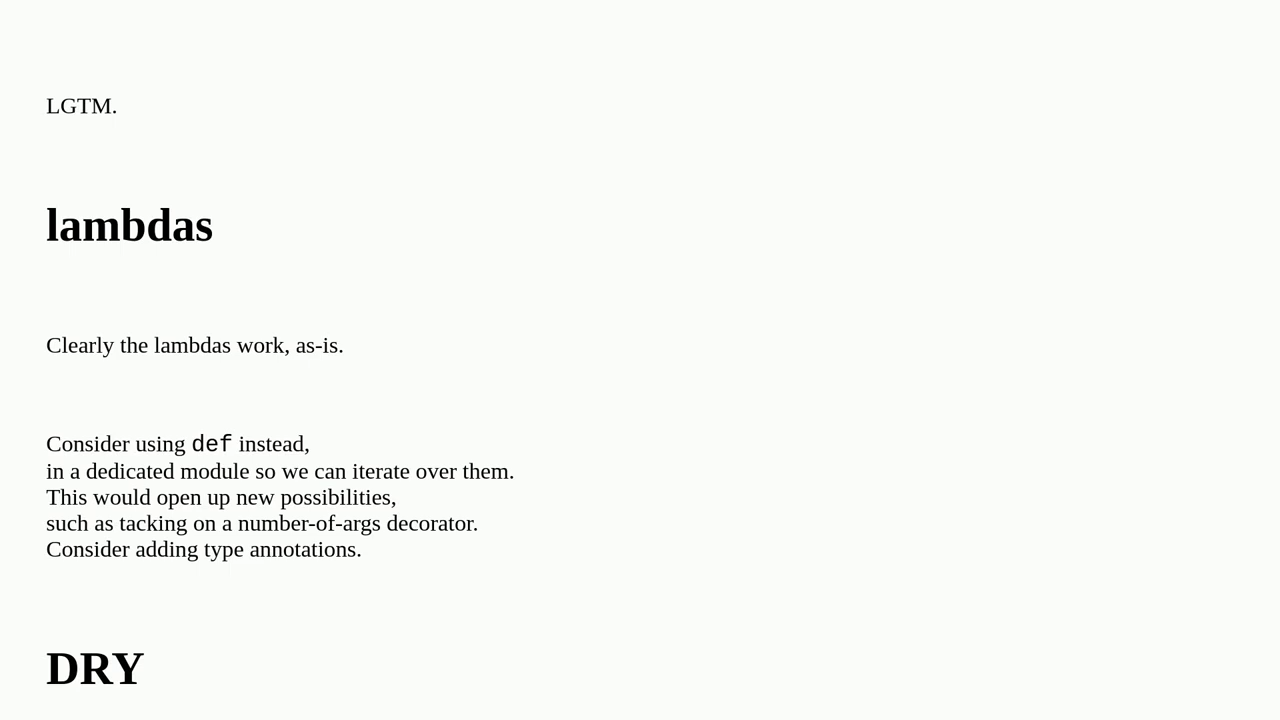 LGTM.
lambdas
Clearly the lambdas work, as-is.
Consider using def instead,
in a dedicated module so we can iterate over them.
This would open up new possibilities,
such as tacking on a number-of-args decorator.
Consider adding type annotations.
DRY